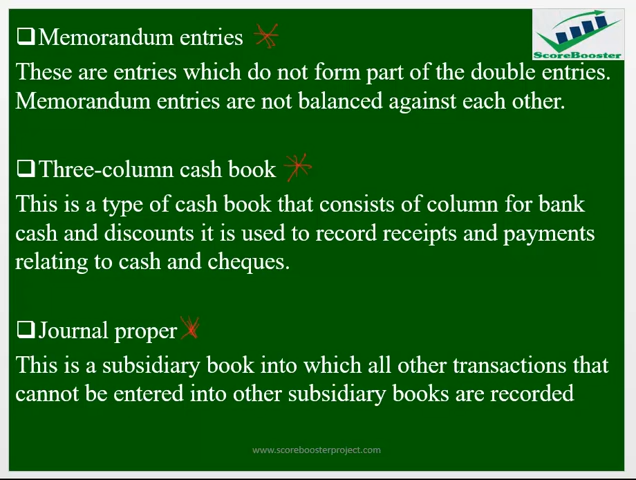 Memorandum entries
ScoreBooster
These are entries which do not form part of the double entries.
Memorandum entries are not balanced against each other.
Three-column cash book
This is a type of cash book that consists of column for bank
cash and discounts it is used to record receipts and payments
relating to cash and cheques.
Journal proper
This is a subsidiary book into which all other transactions that
cannot be entered into other subsidiary books are recorded
www.scoreboosterproject.com